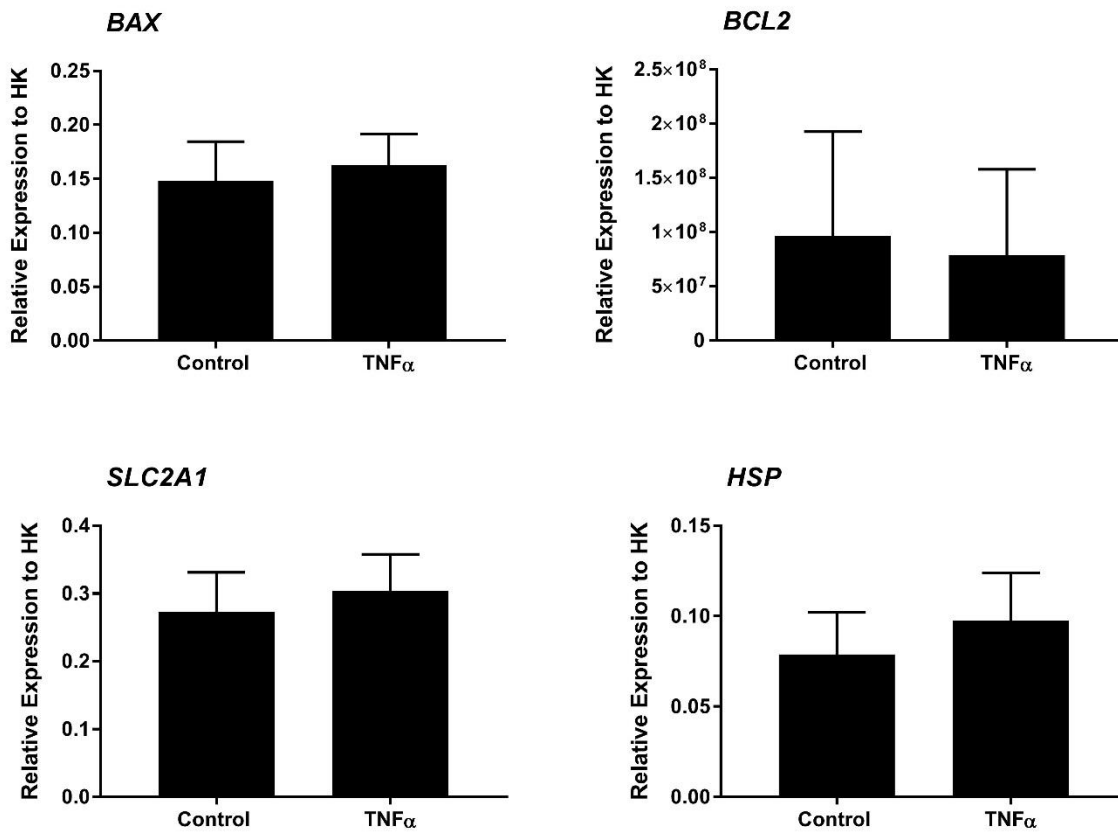 BAX
Relative Expression to HK
0.25
0.20
0.15
0.10
0.05
0.00
Control TNFα
BCL2
Relative Expression to HK
2.5×10⁸
2×10⁸
1.5×10⁸
1×10⁸
5×10⁷
0
Control TNFα
SLC2A1
Relative Expression to HK
0.4
0.3
0.2
0.1
0.0
Control TNFα
HSP
Relative Expression to HK
0.15
0.10
0.05
0.00
Control TNFα